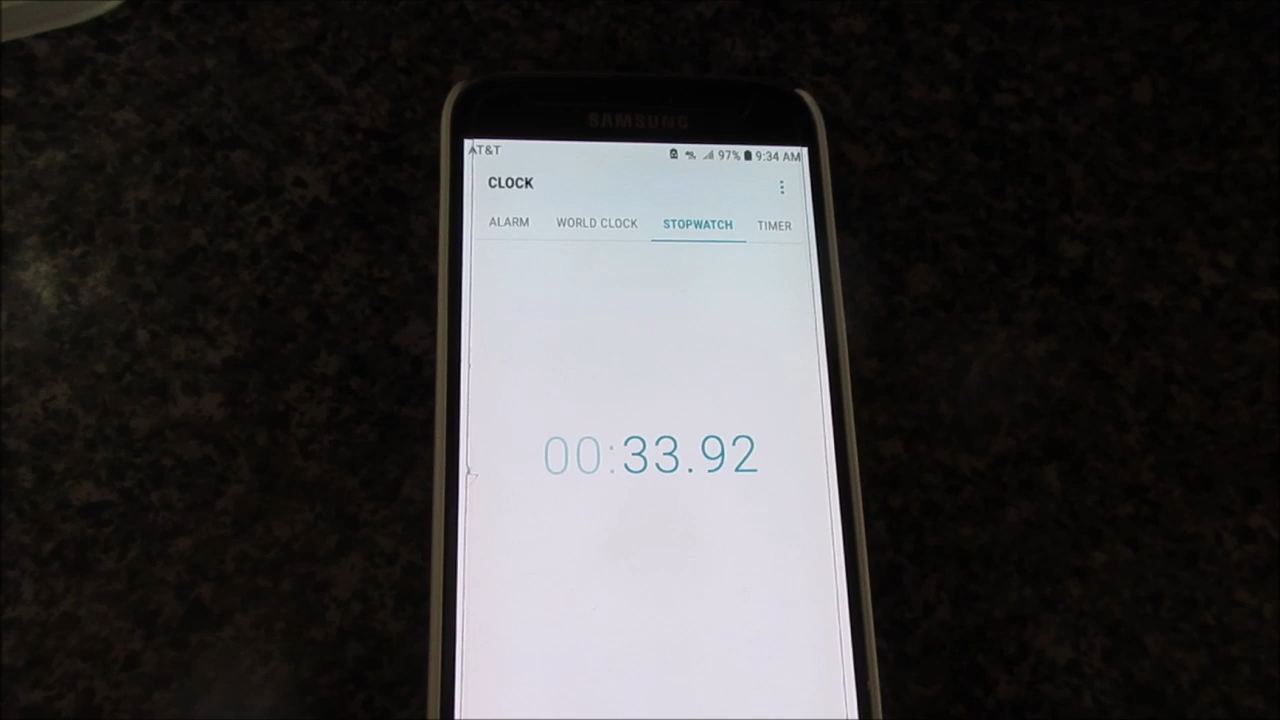 SAMSUNG
AT&T 97% 9:34 AM
CLOCK
ALARM WORLD CLOCK STOPWATCH TIMER
00:33.92